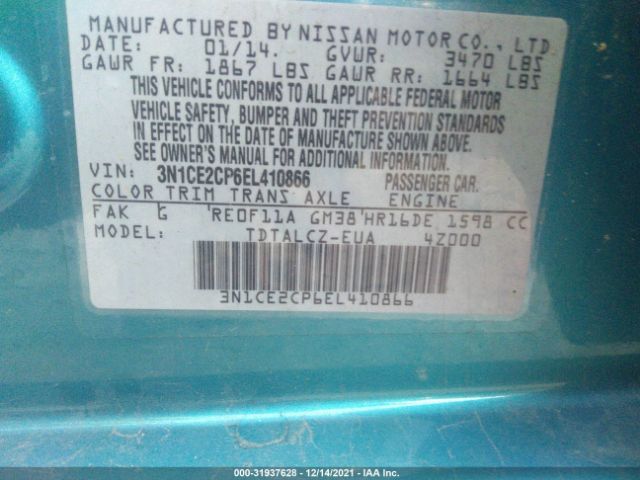 MANUFACTURED BY NISSAN MOTOR CO., LTD.
DATE: 01/14. GVWR: 3470 LBS
GAWR FR: 1867 LBS GAWR RR: 1664 LBS
THIS VEHICLE CONFORMS TO ALL APPLICABLE FEDERAL MOTOR
VEHICLE SAFETY, BUMPER AND THEFT PREVENTION STANDARDS
IN EFFECT ON THE DATE OF MANUFACTURE SHOWN ABOVE.
SEE OWNER'S MANUAL FOR ADDITIONAL INFORMATION.
VIN: 3N1CE2CP6EL410866 PASSENGER CAR.
COLOR TRIM TRANS AXLE ENGINE
FAK G 'RE0F11A GM38'HR16DE 1598 CC
MODEL: TDTALCZ-EUA 4Z000
3N1CE2CP6EL410866
000-31937628 - 12/14/2021 - IAA Inc.